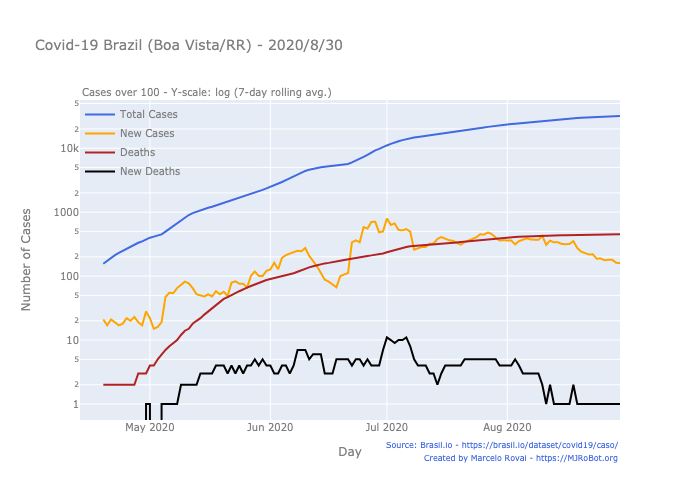 Covid-19 Brazil (Boa Vista/RR) - 2020/8/30
Cases over 100 - Y-scale: log (7-day rolling avg.)
Total Cases
New Cases
Deaths
New Deaths
Number of Cases
5
2
10k
5
2
1000
5
2
100
5
2
10
5
2
1
May 2020
Jun 2020
Jul 2020
Aug 2020
Day
Source: Brasil.io - https://brasil.io/dataset/covid19/caso/
Created by Marcelo Rovai - https://MJRoBot.org